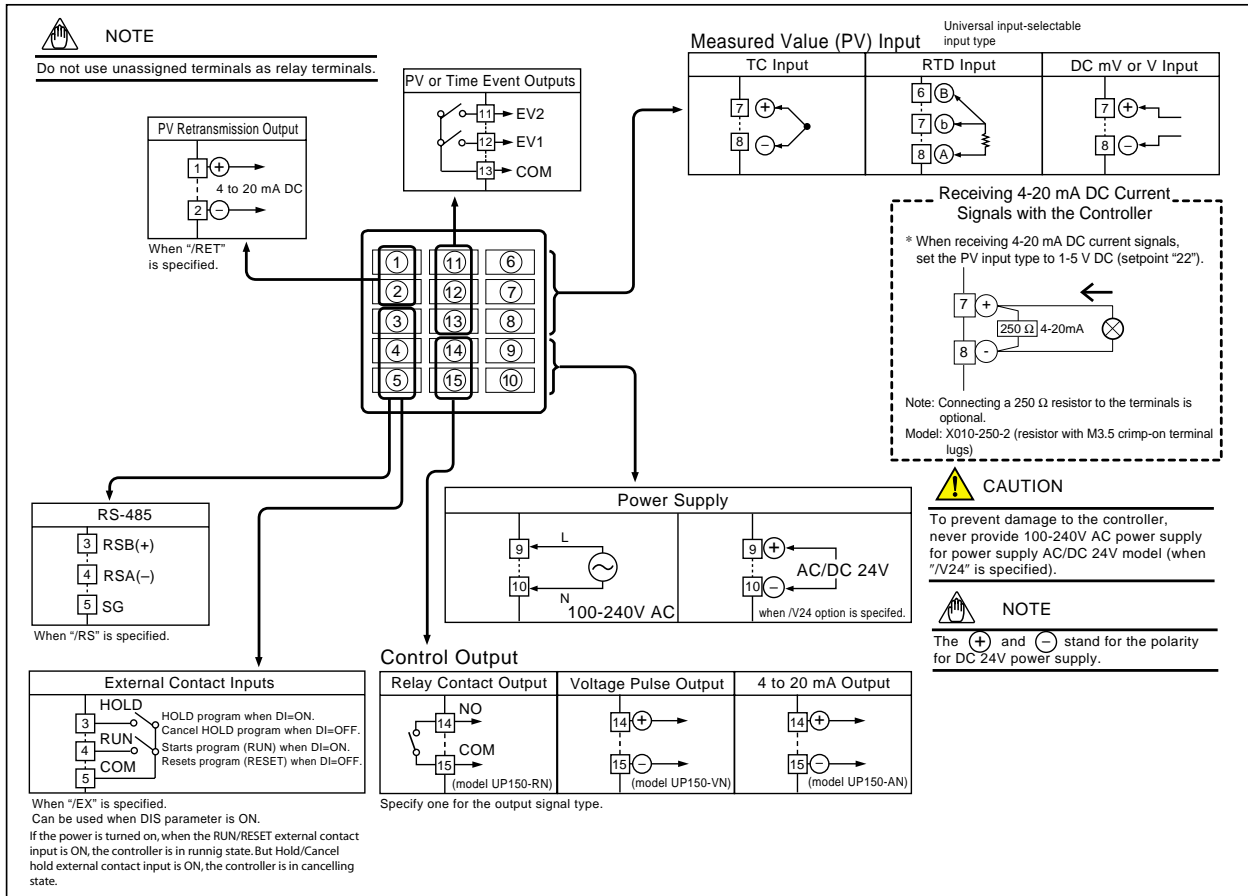 NOTE
Do not use unassigned terminals as relay terminals.
PV Retransmission Output
1 +
4 to 20 mA DC
2 −
When “/RET”
is specified.
PV or Time Event Outputs
11 EV2
12 EV1
13 COM
Measured Value (PV) Input
Universal input-selectable
input type
TC Input
7 +
8 −
RTD Input
6 B
7 b
8 A
DC mV or V Input
7 +
8 −
1 11 6
2 12 7
3 13 8
4 14 9
5 15 10
Receiving 4-20 mA DC Current
Signals with the Controller
* When receiving 4-20 mA DC current signals,
set the PV input type to 1-5 V DC (setpoint “22”).
7 +
250 Ω 4-20mA
8 -
Note: Connecting a 250 Ω resistor to the terminals is
optional.
Model: X010-250-2 (resistor with M3.5 crimp-on terminal
lugs)
CAUTION
To prevent damage to the controller,
never provide 100-240V AC power supply
for power supply AC/DC 24V model (when
"/V24" is specified).
NOTE
The + and − stand for the polarity
for DC 24V power supply.
RS-485
3 RSB(+)
4 RSA(−)
5 SG
When “/RS” is specified.
Power Supply
9 L
10 N
100-240V AC
9 +
AC/DC 24V
10 −
when /V24 option is specifed.
External Contact Inputs
HOLD
3
HOLD program when DI=ON.
Cancel HOLD program when DI=OFF.
RUN
4
Starts program (RUN) when DI=ON.
Resets program (RESET) when DI=OFF.
COM
5
When “/EX” is specified.
Can be used when DIS parameter is ON.
If the power is turned on, when the RUN/RESET external contact
input is ON, the controller is in runnig state. But Hold/Cancel
hold external contact input is ON, the controller is in cancelling
state.
Control Output
Relay Contact Output
NO
14
COM
15
(model UP150-RN)
Voltage Pulse Output
14 +
15 −
(model UP150-VN)
4 to 20 mA Output
14 +
15 −
(model UP150-AN)
Specify one for the output signal type.